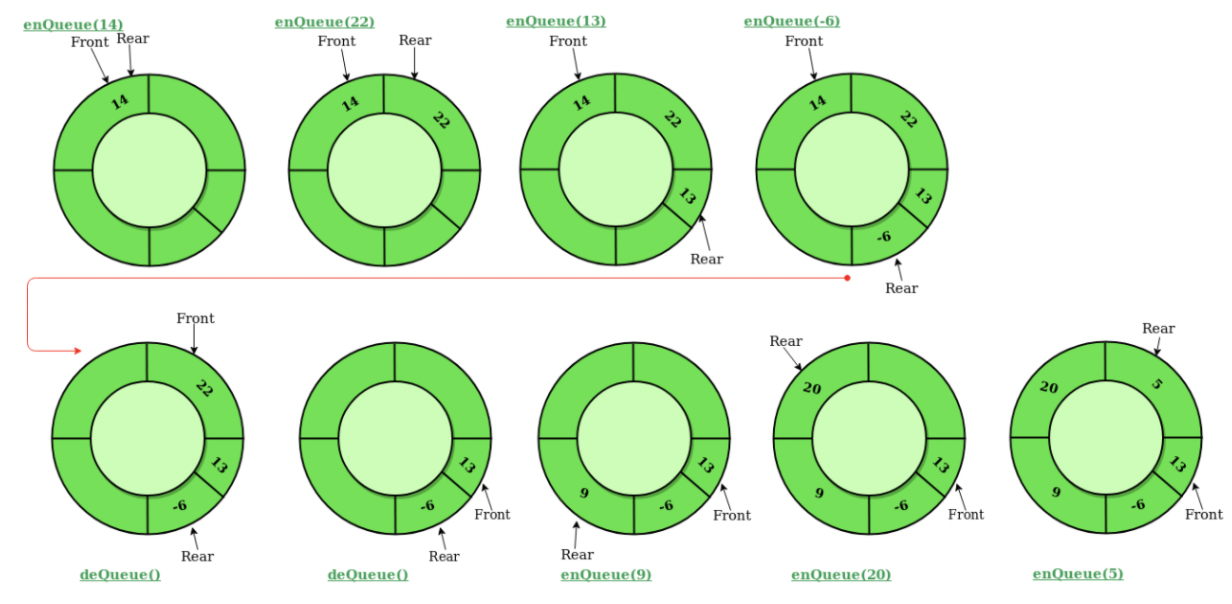 enQueue(14)
Front
Rear
14
enQueue(22)
Front
Rear
14
22
enQueue(13)
Front
14
22
13
Rear
enQueue(-6)
Front
14
22
13
-6
Rear
Front
22
13
-6
Rear
deQueue()
13
-6
Front
Rear
deQueue()
13
9
-6
Front
Rear
enQueue(9)
Rear
20
13
9
-6
Front
enQueue(20)
Rear
20
5
13
9
-6
Front
enQueue(5)